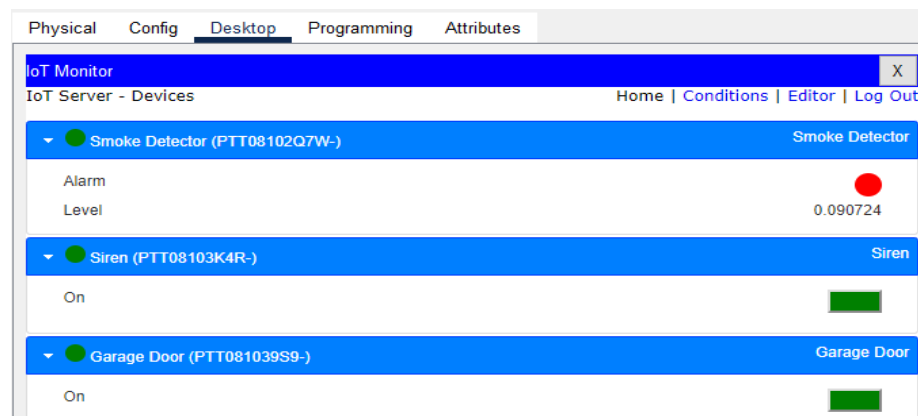 Physical Config Desktop Programming Attributes
IoT Monitor X
IoT Server - Devices Home | Conditions | Editor | Log Out
Smoke Detector (PTT08102Q7W-) Smoke Detector
Alarm
Level 0.090724
Siren (PTT08103K4R-) Siren
On
Garage Door (PTT081039S9-) Garage Door
On